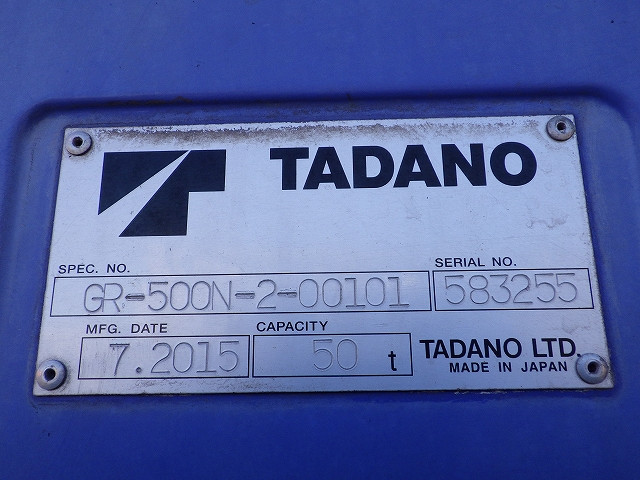 TADANO
SPEC. NO. SERIAL NO.
GR-500N-2-00101 583255
MFG. DATE CAPACITY
7.2015 50 t TADANO LTD.
MADE IN JAPAN